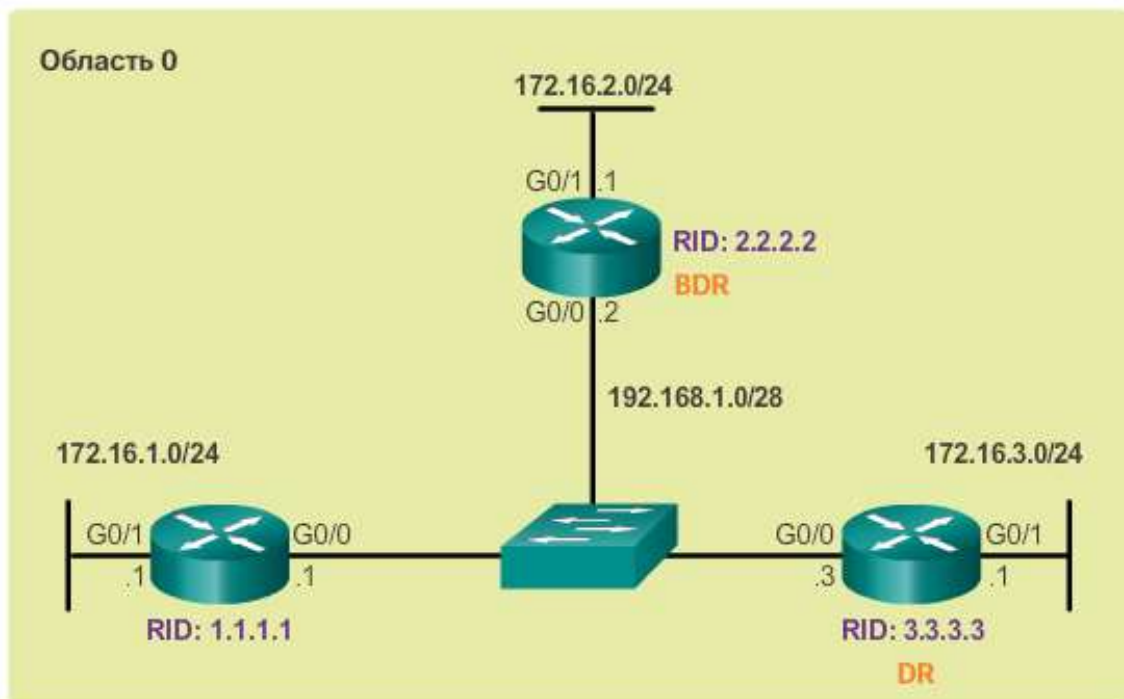 Область 0
172.16.2.0/24
G0/1 .1
RID: 2.2.2.2
BDR
G0/0 .2
192.168.1.0/28
172.16.1.0/24
172.16.3.0/24
G0/1 G0/0
.1 .1
RID: 1.1.1.1
G0/0 G0/1
.3 .1
RID: 3.3.3.3
DR